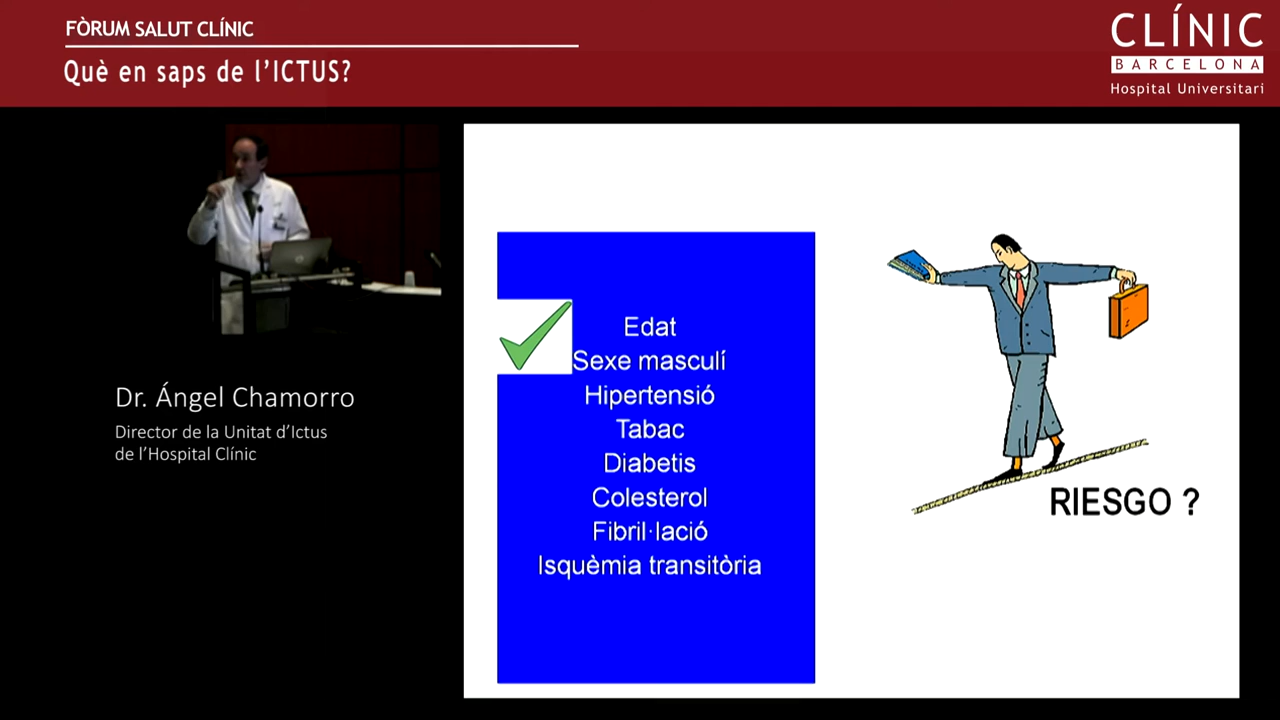 FÒRUM SALUT CLÍNIC
Què en saps de l'ICTUS?
CLÍNIC
BARCELONA
Hospital Universitari
Dr. Ángel Chamorro
Director de la Unitat d'Ictus
de l'Hospital Clínic
Edat
Sexe masculí
Hipertensió
Tabac
Diabetis
Colesterol
Fibril·lació
Isquèmia transitòria
RIESGO ?